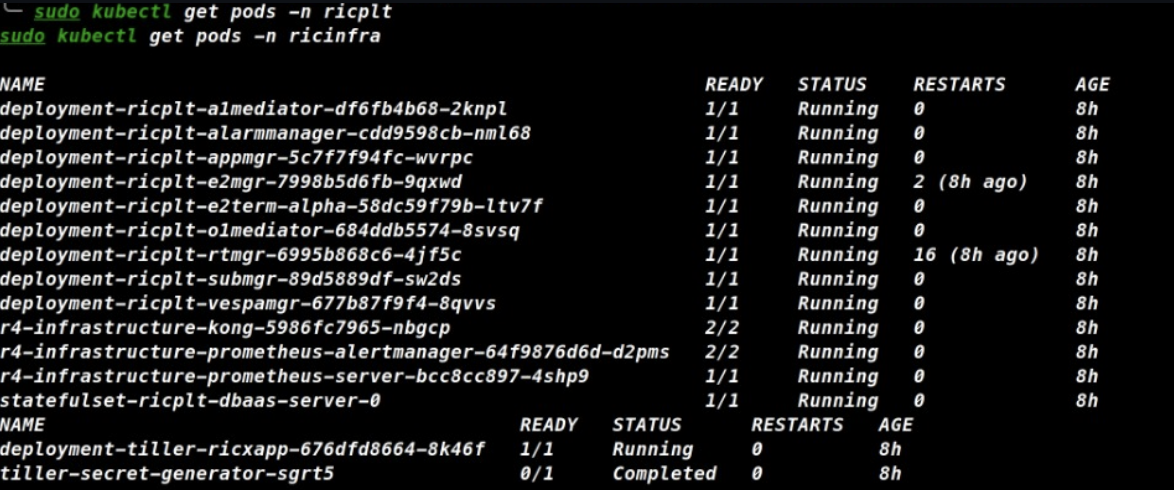 sudo kubectl get pods -n ricplt
sudo kubectl get pods -n ricinfra
NAME READY STATUS RESTARTS AGE
deployment-ricplt-a1mediator-df6fb4b68-2knpl 1/1 Running 0 8h
deployment-ricplt-alarmmanager-cdd9598cb-nml68 1/1 Running 0 8h
deployment-ricplt-appmgr-5c7f7f94fc-wvrpc 1/1 Running 0 8h
deployment-ricplt-e2mgr-7998b5d6fb-9qxwd 1/1 Running 2 (8h ago) 8h
deployment-ricplt-e2term-alpha-58dc59f79b-ltv7f 1/1 Running 0 8h
deployment-ricplt-o1mediator-684ddb5574-8svsq 1/1 Running 0 8h
deployment-ricplt-rtmgr-6995b868c6-4jf5c 1/1 Running 16 (8h ago) 8h
deployment-ricplt-submgr-89d5889df-sw2ds 1/1 Running 0 8h
deployment-ricplt-vespamgr-677b87f9f4-8qvvs 1/1 Running 0 8h
r4-infrastructure-kong-5986fc7965-nbgcp 2/2 Running 0 8h
r4-infrastructure-prometheus-alertmanager-64f9876d6d-d2pms 2/2 Running 0 8h
r4-infrastructure-prometheus-server-bcc8cc897-4shp9 1/1 Running 0 8h
statefulset-ricplt-dbaas-server-0 1/1 Running 0 8h
NAME READY STATUS RESTARTS AGE
deployment-tiller-ricxapp-676dfd8664-8k46f 1/1 Running 0 8h
tiller-secret-generator-sgrt5 0/1 Completed 0 8h